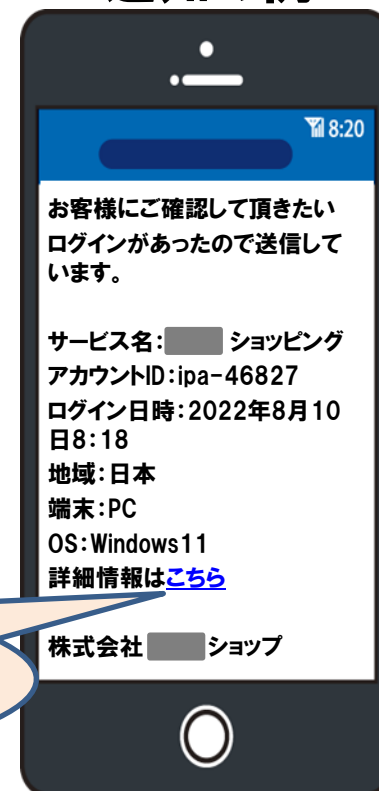 8:20
お客様にご確認して頂きたい
ログインがあったので送信して
います。
サービス名： ショッピング
アカウントID：ipa-46827
ログイン日時：2022年8月10
日8：18
地域：日本
端末：PC
OS：Windows11
詳細情報はこちら
株式会社 ショップ